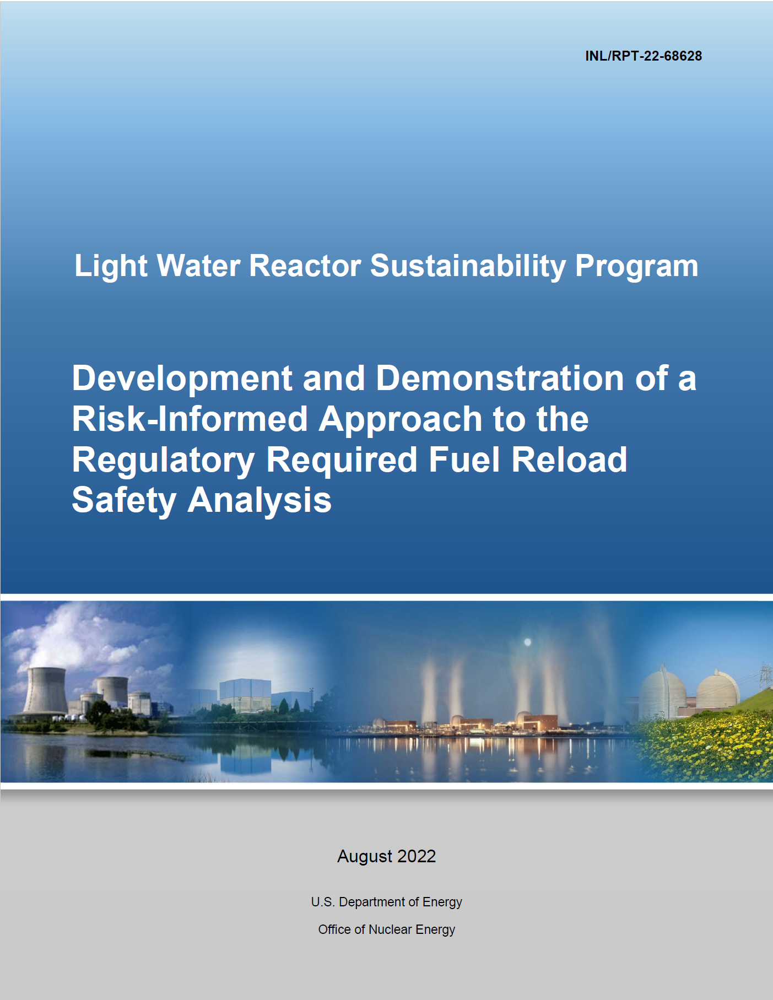 INL/RPT-22-68628
Light Water Reactor Sustainability Program
Development and Demonstration of a
Risk-Informed Approach to the
Regulatory Required Fuel Reload
Safety Analysis
August 2022
U.S. Department of Energy
Office of Nuclear Energy